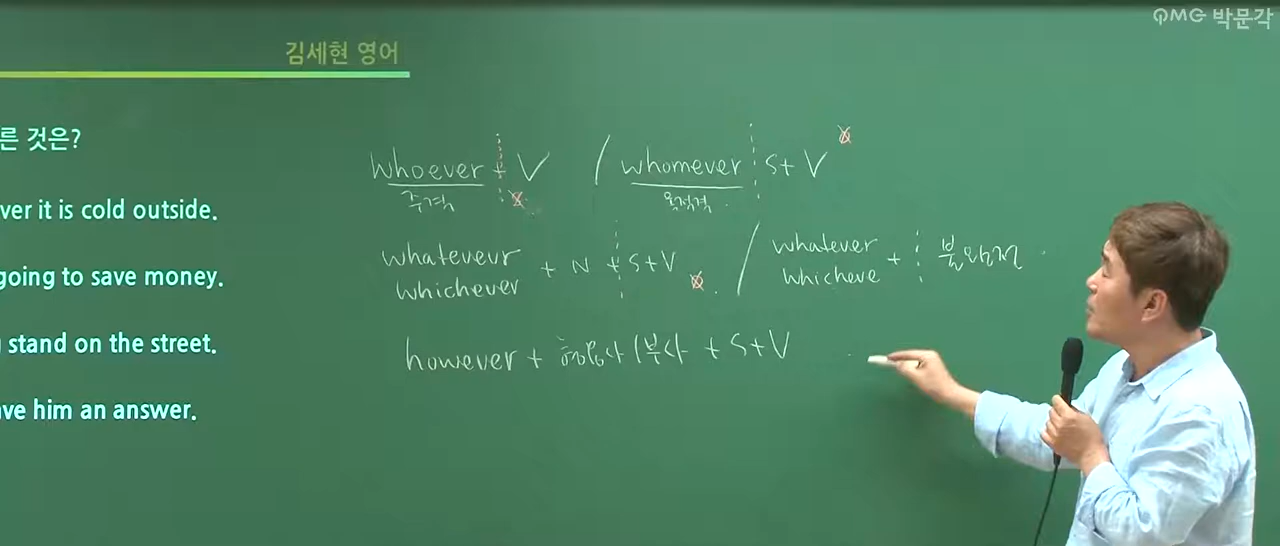 QMG 박문각
김세현 영어
른 것은?
ver it is cold outside.
going to save money.
stand on the street.
ve him an answer.
whoever + V / whomever S + V
주격 목적격
whateveur + N + S + V / whatever + 불완전
whichever whicheve
however + 형용사 / 부사 + S + V